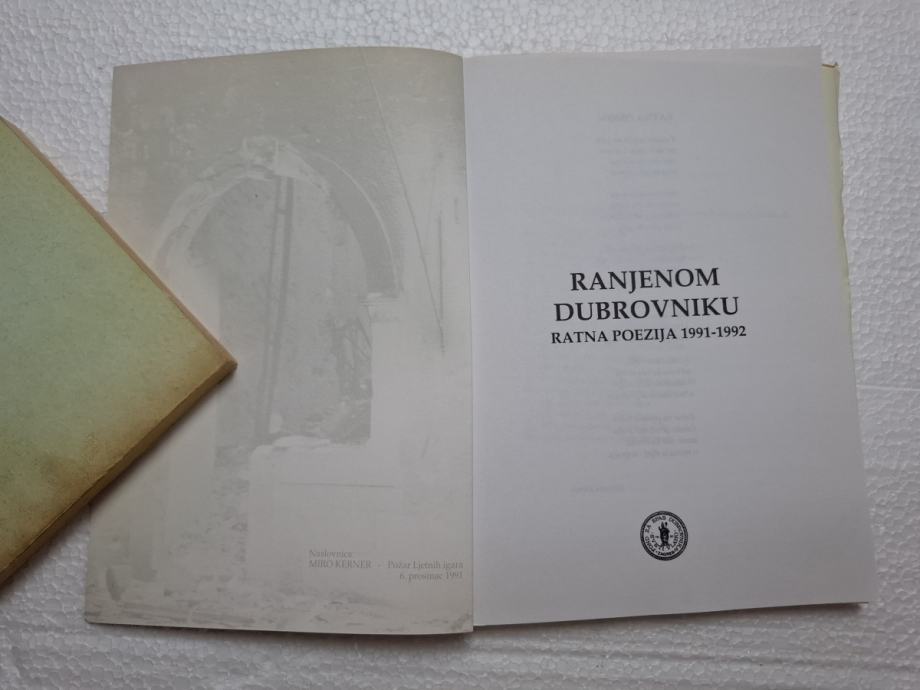 Naslovnica:
MIRO KERNER - Požar Ljetnih igara
6. prosinac 1991
RANJENOM
DUBROVNIKU
RATNA POEZIJA 1991-1992